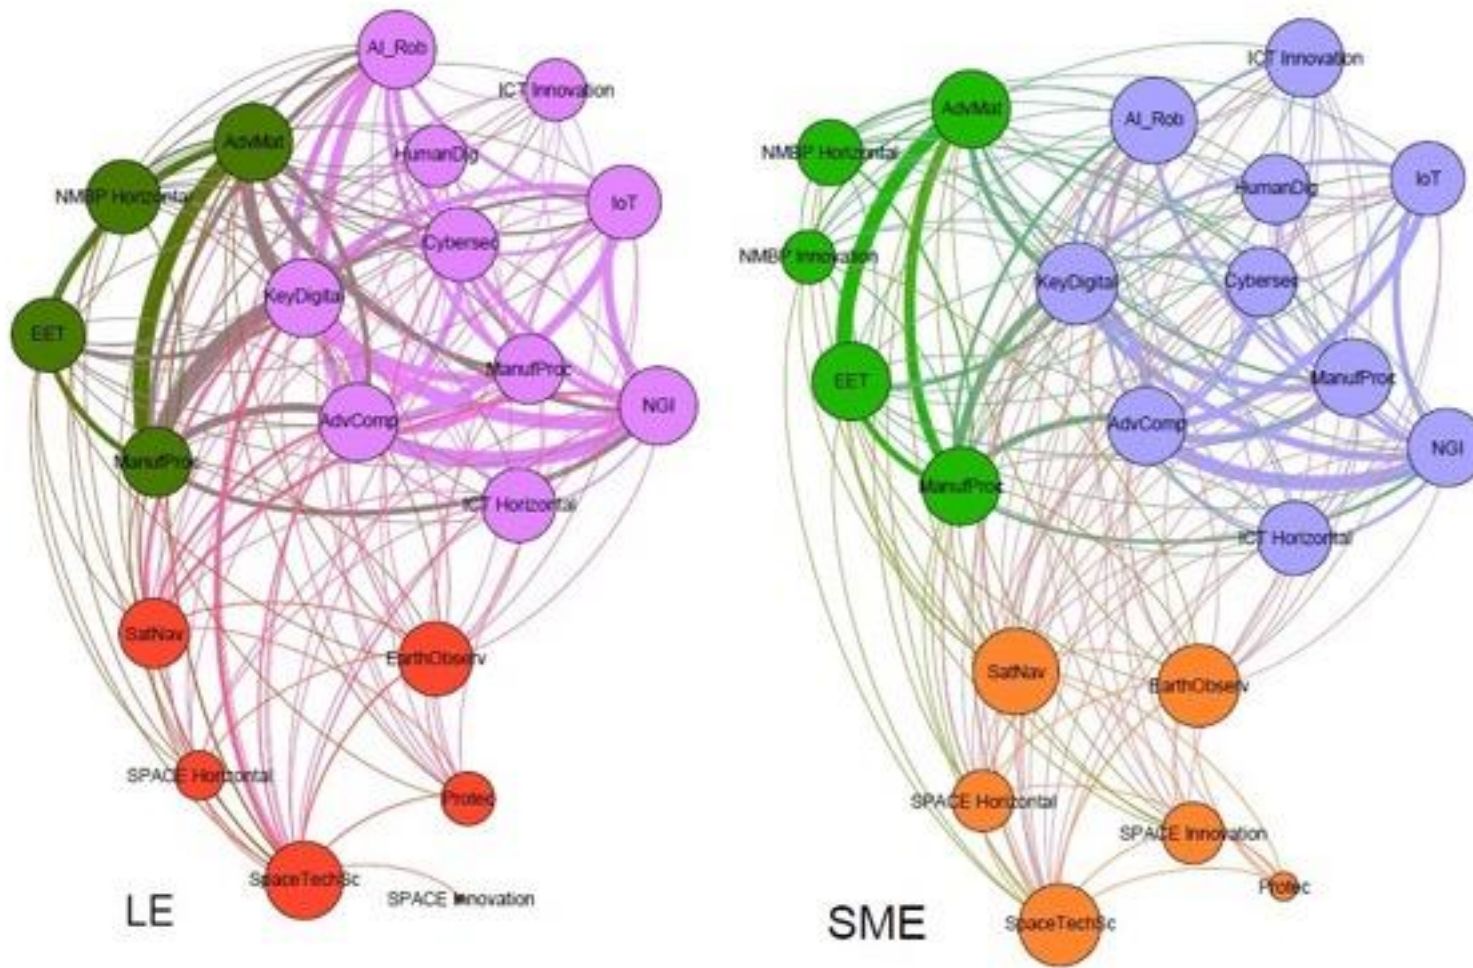 AI_Rob
ICT Innovation
AdvMat
HumanDig
NMBP Horizontal
IoT
Cybersec
KeyDigital
EET
ManufProc
NGI
AdvComp
ManufProc
ICT Horizontal
SatNav
EarthObserv
SPACE Horizontal
Protec
SpaceTechSc
SPACE Innovation
LE
ICT Innovation
AdvMat
AI_Rob
NMBP Horizontal
IoT
HumanDig
NMBP Innovation
KeyDigital
Cybersec
EET
ManufProc
AdvComp
NGI
ManufProc
ICT Horizontal
SatNav
EarthObserv
SPACE Horizontal
SPACE Innovation
Protec
SpaceTechSc
SME